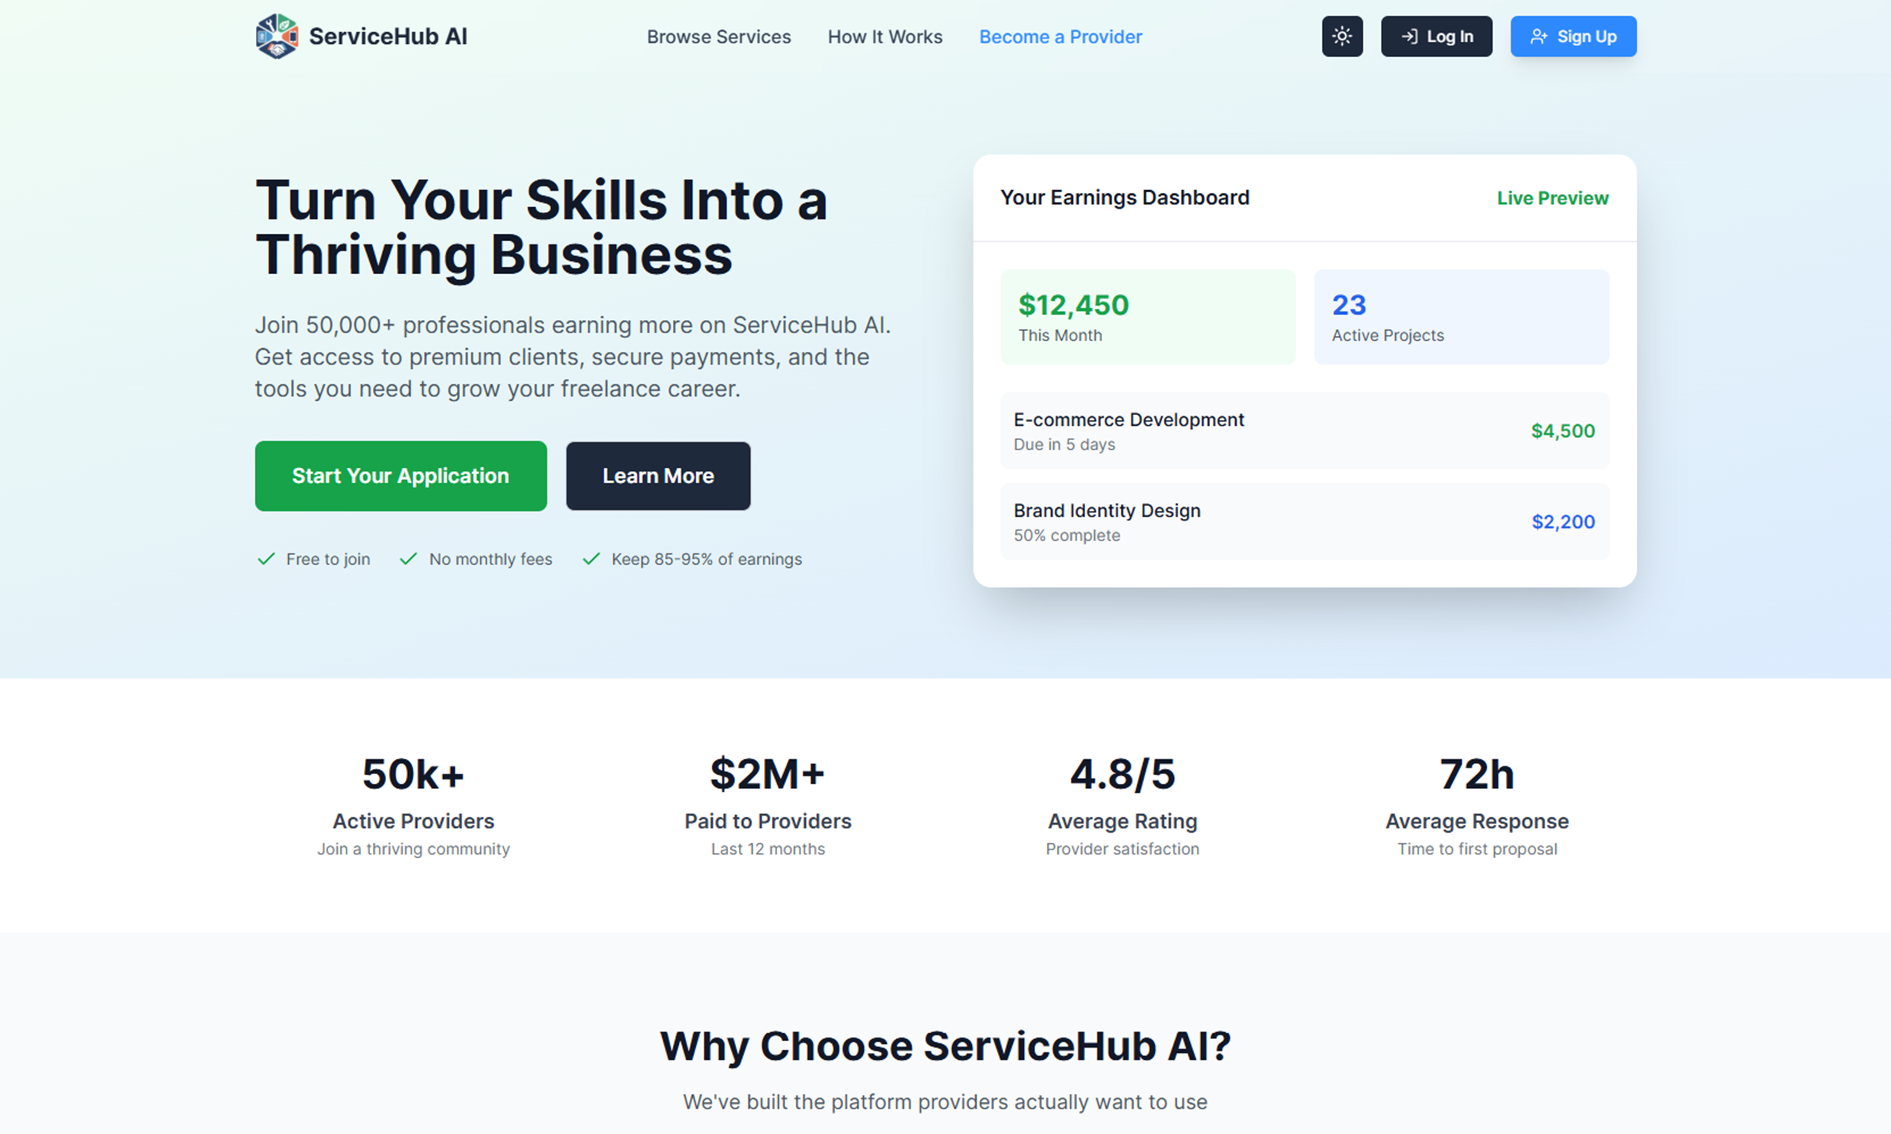 ServiceHub AI
Browse Services
How It Works
Become a Provider
Log In
Sign Up
Turn Your Skills Into a
Thriving Business
Join 50,000+ professionals earning more on ServiceHub AI.
Get access to premium clients, secure payments, and the
tools you need to grow your freelance career.
Start Your Application
Learn More
Free to join
No monthly fees
Keep 85-95% of earnings
Your Earnings Dashboard
Live Preview
$12,450
This Month
23
Active Projects
E-commerce Development
Due in 5 days
$4,500
Brand Identity Design
50% complete
$2,200
50k+
Active Providers
Join a thriving community
$2M+
Paid to Providers
Last 12 months
4.8/5
Average Rating
Provider satisfaction
72h
Average Response
Time to first proposal
Why Choose ServiceHub AI?
We've built the platform providers actually want to use